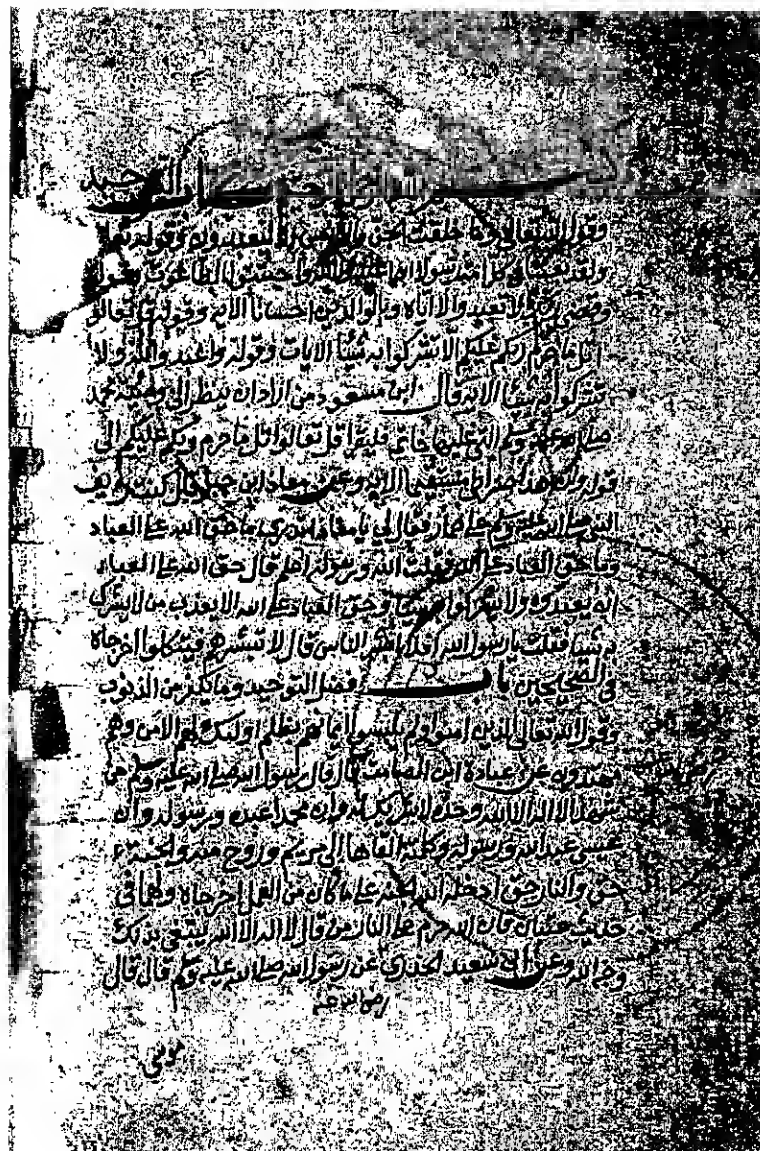 بسم الله الرحمن الرحيم كتاب التوحيد
وقول الله تعالى وما خلقت الجن والانس الا ليعبدون وقوله تعالى
ولقد بعثنا في كل امة رسولا ان اعبدوا الله واجتنبوا الطاغوت وقوله
وقضى ربك الا تعبدوا الا اياه وبالوالدين احسانا الاية وقوله قل تعالوا
اتل ما حرم ربكم عليكم الا تشركوا به شيئا الايات وقوله واعبدوا الله ولا
تشركوا به شيئا الاية قال ابن مسعود من اراد ان ينظر الى وصية محمد
صلى الله عليه وسلم التي عليها خاتمه فليقرا قل تعالوا اتل ما حرم ربكم عليكم الى
قوله وان هذا صراطي مستقيما الاية وعن معاذ ابن جبل قال كنت رديف
النبي صلى الله عليه وسلم على حمار فقال لي يا معاذ اتدري ما حق الله على العباد
وما حق العباد على الله فقلت الله ورسوله اعلم قال حق الله على العباد
ان يعبدوه ولا يشركوا به شيئا وحق العباد على الله الا يعذب من لا يشرك
به شيئا فقلت يا رسول الله افلا ابشر الناس قال لا تبشرهم فيتكلوا اخرجاه
في الصحيحين باب فضل التوحيد وما يكفر من الذنوب
وقول الله تعالى الذين امنوا ولم يلبسوا ايمانهم بظلم اولئك لهم الامن وهم
مهتدون عن عبادة ابن الصامت قال قال رسول الله صلى الله عليه وسلم من
شهد الا اله الا الله وحده لا شريك له وان محمدا عبده ورسوله وان
عيسى عبد الله ورسوله وكلمته القاها الى مريم وروح منه والجنة
حق والنار حق ادخله الله الجنة على ما كان من العمل اخرجاه ولهما في
حديث عتبان فان الله حرم على النار من قال لا اله الا الله يبتغي بذلك
وجه الله وعن ابي سعيد الخدري عن رسول الله صلى الله عليه وسلم قال قال
رضي الله عنه
موسى